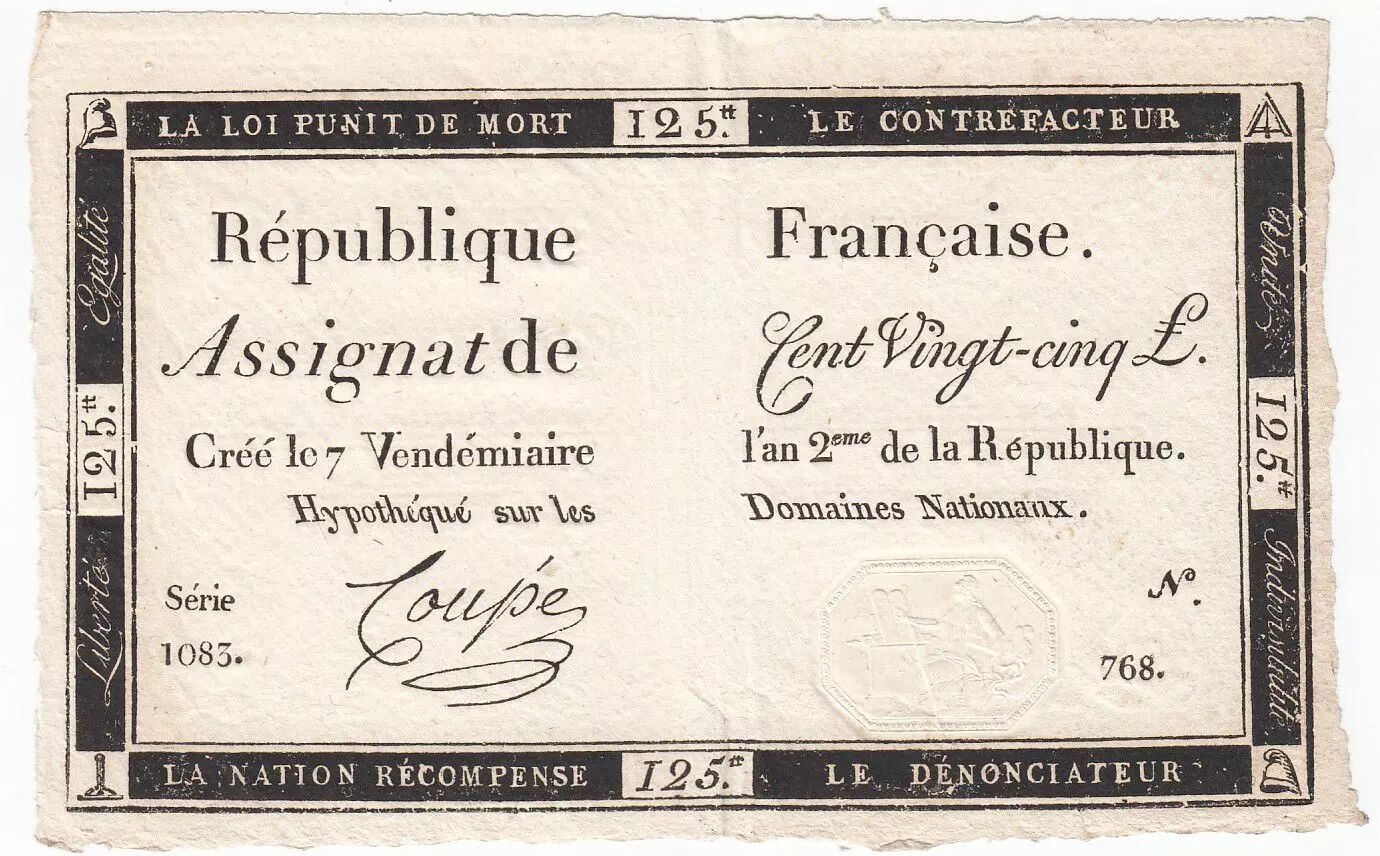 LA LOI PUNIT DE MORT 125.tt LE CONTREFACTEUR
Égalité
Unité
République Française.
Assignat de Cent Vingt-cinq £.
125.tt
125.tt
Créé le 7 Vendémiaire l'an 2eme de la République.
Hypothéqué sur les Domaines Nationaux.
Liberté
Indivisibilité
Série Coupé N°.
1083. 768.
LA NATION RÉCOMPENSE 125.tt LE DÉNONCIATEUR